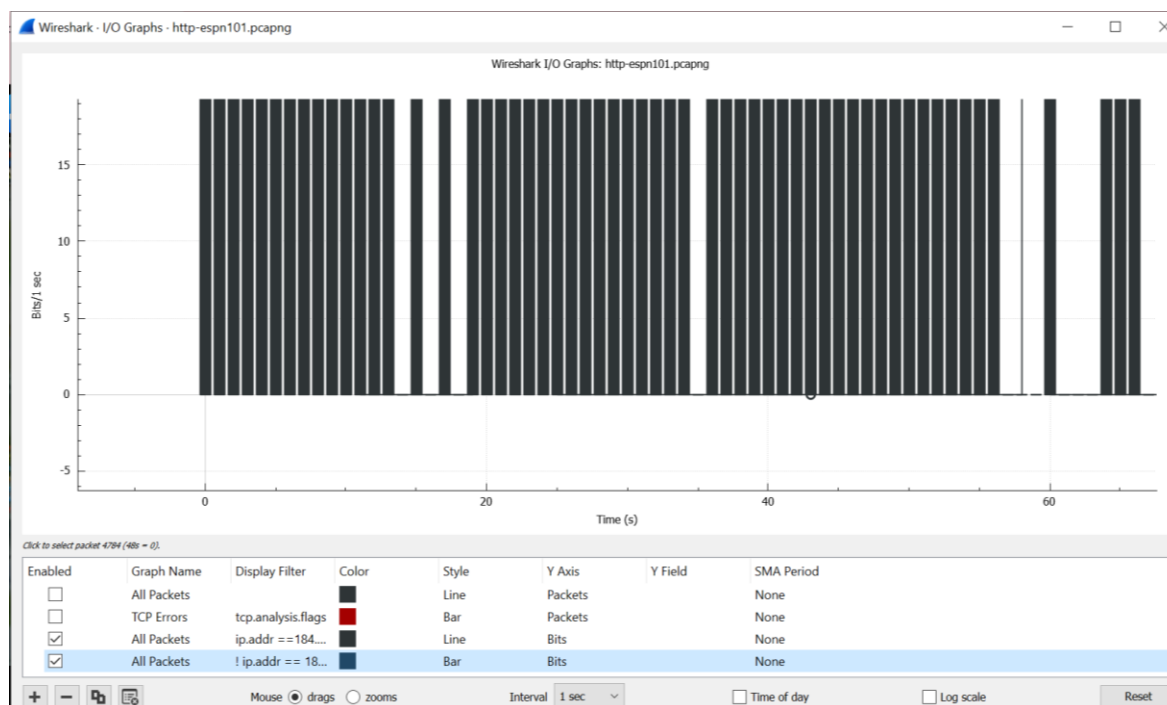 Wireshark · I/O Graphs · http-espn101.pcapng
Wireshark I/O Graphs: http-espn101.pcapng
15
10
5
0
-5
Bits/1 sec
0 20 40 60
Time (s)
Click to select packet 4784 (48s = 0).
Enabled Graph Name Display Filter Color Style Y Axis Y Field SMA Period
All Packets Line Packets None
TCP Errors tcp.analysis.flags Bar Packets None
All Packets ip.addr ==184.... Line Bits None
All Packets ! ip.addr == 18... Bar Bits None
Mouse drags zooms Interval 1 sec Time of day Log scale Reset